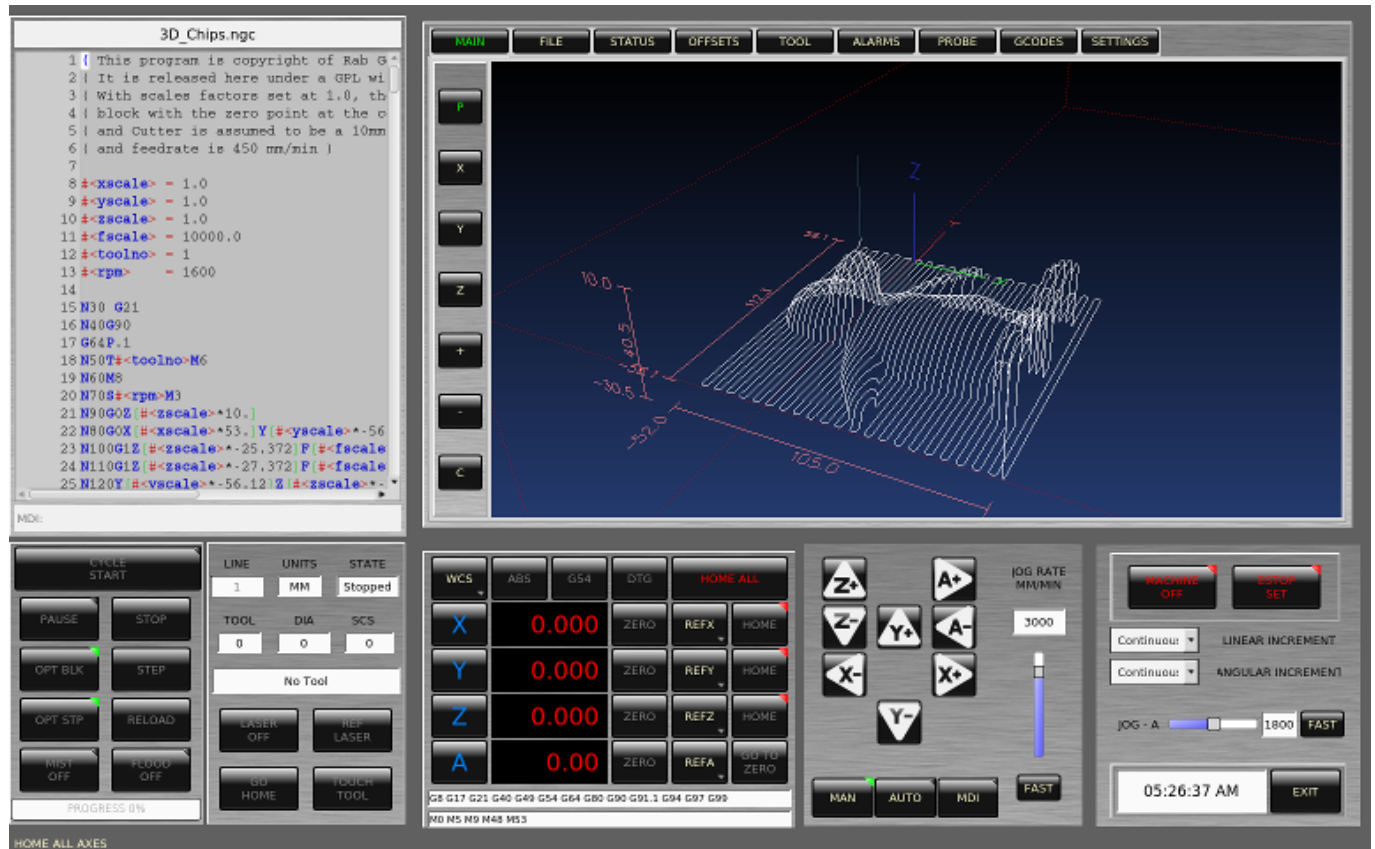 3D_Chips.ngc
1 ( This program is copyright of Rab G
2 ( It is released here under a GPL wi
3 ( With scales factors set at 1.0, th
4 ( block with the zero point at the c
5 ( and Cutter is assumed to be a 10mm
6 ( and feedrate is 450 mm/min )
7
8 #<xscale> = 1.0
9 #<yscale> = 1.0
10 #<zscale> = 1.0
11 #<fscale> = 10000.0
12 #<toolno> = 1
13 #<rpm>    = 1600
14
15 N30 G21
16 N40G90
17 G64P.1
18 N50T#<toolno>M6
19 N60M8
20 N70S#<rpm>M3
21 N90G0Z[#<zscale>*10.]
22 N80G0X[#<xscale>*53.]Y[#<yscale>*-56
23 N100G1Z[#<zscale>*-25.372]F[#<fscale
24 N110G1Z[#<zscale>*-27.372]F[#<fscale
25 N120Y[#<yscale>*-56.12]Z[#<zscale>*-
MDI:
MAIN FILE STATUS OFFSETS TOOL ALARMS PROBE GCODES SETTINGS
P
X
Y
Z
+
-
C
Z
10.0
40.5
-30.5
-52.0
105.0
CYCLE
START
PAUSE STOP
OPT BLK STEP
OPT STP RELOAD
MIST
OFF
FLOOD
OFF
PROGRESS 0%
LINE UNITS STATE
1 MM Stopped
TOOL DIA SCS
0 0 0
No Tool
LASER
OFF
REF
LASER
GO
HOME
TOUCH
TOOL
WCS ABS G54 DTG HOME ALL
X 0.000 ZERO REFX HOME
Y 0.000 ZERO REFY HOME
Z 0.000 ZERO REFZ HOME
A 0.00 ZERO REFA GO TO
ZERO
G8 G17 G21 G40 G49 G54 G64 G80 G90 G91.1 G94 G97 G99
M0 M5 M9 M48 M53
Z+ A+
Z- Y+ A-
X- X+
Y-
JOG RATE
MM/MIN
3000
FAST
MAN AUTO MDI
MACHINE
OFF
ESTOP
SET
Continuou: LINEAR INCREMENT
Continuou: ANGULAR INCREMENT
JOG - A 1800 FAST
05:26:37 AM EXIT
HOME ALL AXES